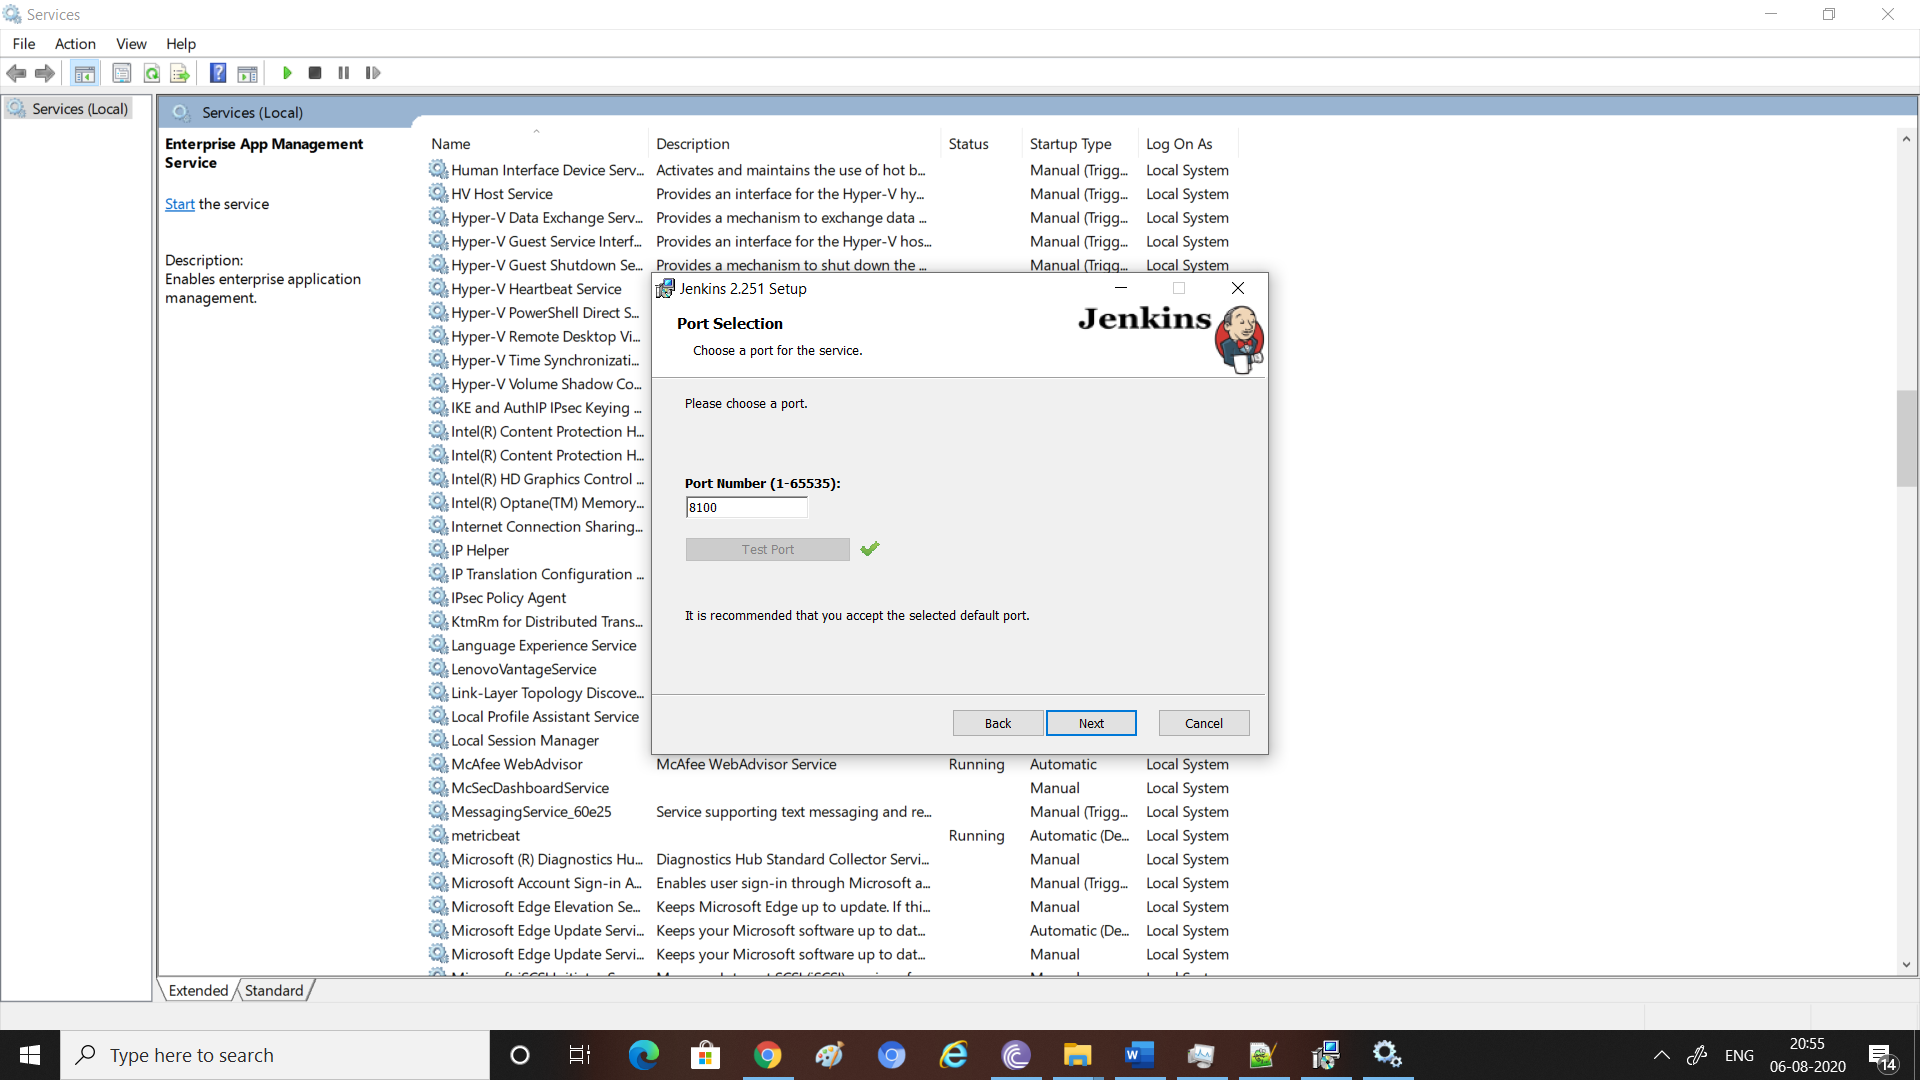 Services
File Action View Help
Services (Local)
Services (Local)
Enterprise App Management
Service
Start the service
Description:
Enables enterprise application
management.
Name Description Status Startup Type Log On As
Human Interface Device Serv... Activates and maintains the use of hot b... Manual (Trigg... Local System
HV Host Service Provides an interface for the Hyper-V hy... Manual (Trigg... Local System
Hyper-V Data Exchange Serv... Provides a mechanism to exchange data ... Manual (Trigg... Local System
Hyper-V Guest Service Interf... Provides an interface for the Hyper-V hos... Manual (Trigg... Local System
Hyper-V Guest Shutdown Se... Provides a mechanism to shut down the ... Manual (Trigg... Local System
Hyper-V Heartbeat Service
Hyper-V PowerShell Direct S...
Hyper-V Remote Desktop Vi...
Hyper-V Time Synchronizati...
Hyper-V Volume Shadow Co...
IKE and AuthIP IPsec Keying ...
Intel(R) Content Protection H...
Intel(R) Content Protection H...
Intel(R) HD Graphics Control ...
Intel(R) Optane(TM) Memory...
Internet Connection Sharing...
IP Helper
IP Translation Configuration ...
IPsec Policy Agent
KtmRm for Distributed Trans...
Language Experience Service
LenovoVantageService
Link-Layer Topology Discove...
Local Profile Assistant Service
Local Session Manager
McAfee WebAdvisor McAfee WebAdvisor Service Running Automatic Local System
McSecDashboardService Manual Local System
MessagingService_60e25 Service supporting text messaging and re... Manual (Trigg... Local System
metricbeat Running Automatic (De... Local System
Microsoft (R) Diagnostics Hu... Diagnostics Hub Standard Collector Servi... Manual Local System
Microsoft Account Sign-in A... Enables user sign-in through Microsoft a... Manual (Trigg... Local System
Microsoft Edge Elevation Se... Keeps Microsoft Edge up to update. If thi... Manual Local System
Microsoft Edge Update Servi... Keeps your Microsoft software up to dat... Automatic (De... Local System
Microsoft Edge Update Servi... Keeps your Microsoft software up to dat... Manual Local System
Jenkins 2.251 Setup
Port Selection
Jenkins
Choose a port for the service.
Please choose a port.
Port Number (1-65535):
8100
Test Port
It is recommended that you accept the selected default port.
Back Next Cancel
Extended Standard
Type here to search
ENG
20:55
06-08-2020
14